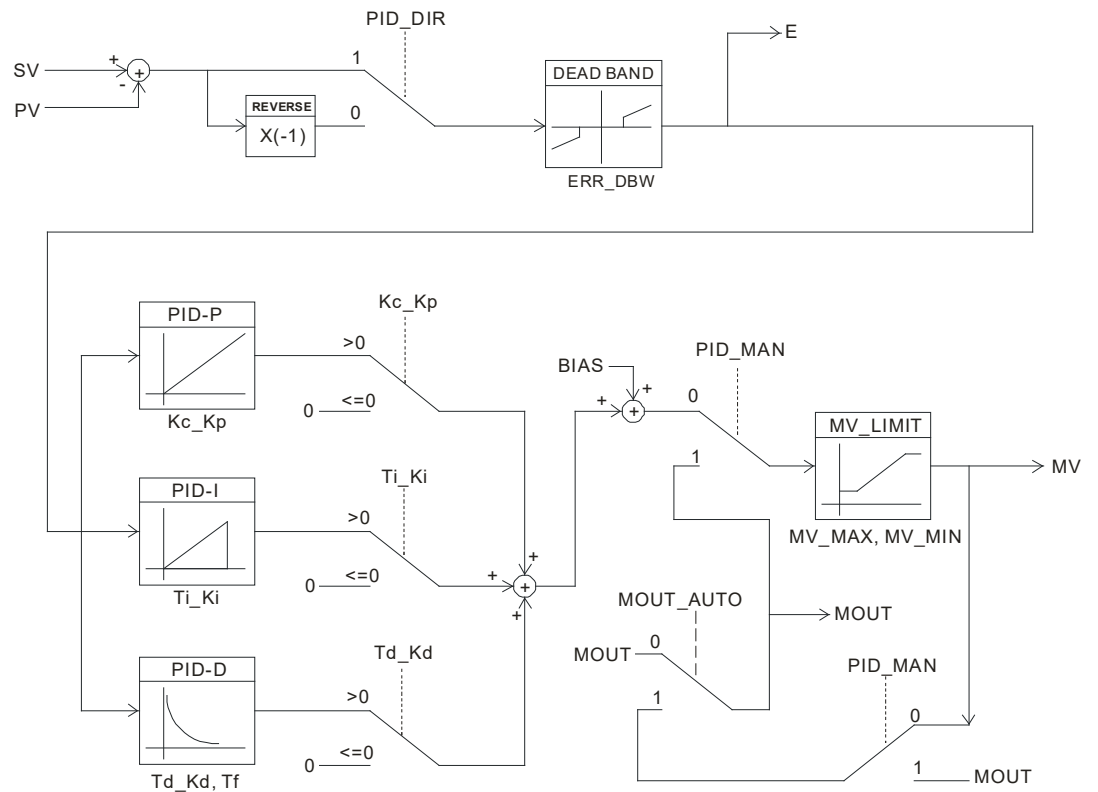 PID_DIR
E
SV
+
+
-
PV
1
REVERSE
X(-1)
0
DEAD BAND
ERR_DBW
PID-P
Kc_Kp
Kc_Kp
>0
0
<=0
PID-I
Ti_Ki
Ti_Ki
>0
0
<=0
PID-D
Td_Kd, Tf
Td_Kd
>0
0
<=0
+
+
+
+
BIAS
+
+
+
PID_MAN
0
1
MV_LIMIT
MV_MAX, MV_MIN
MV
MOUT_AUTO
MOUT
0
1
MOUT
PID_MAN
0
1
MOUT